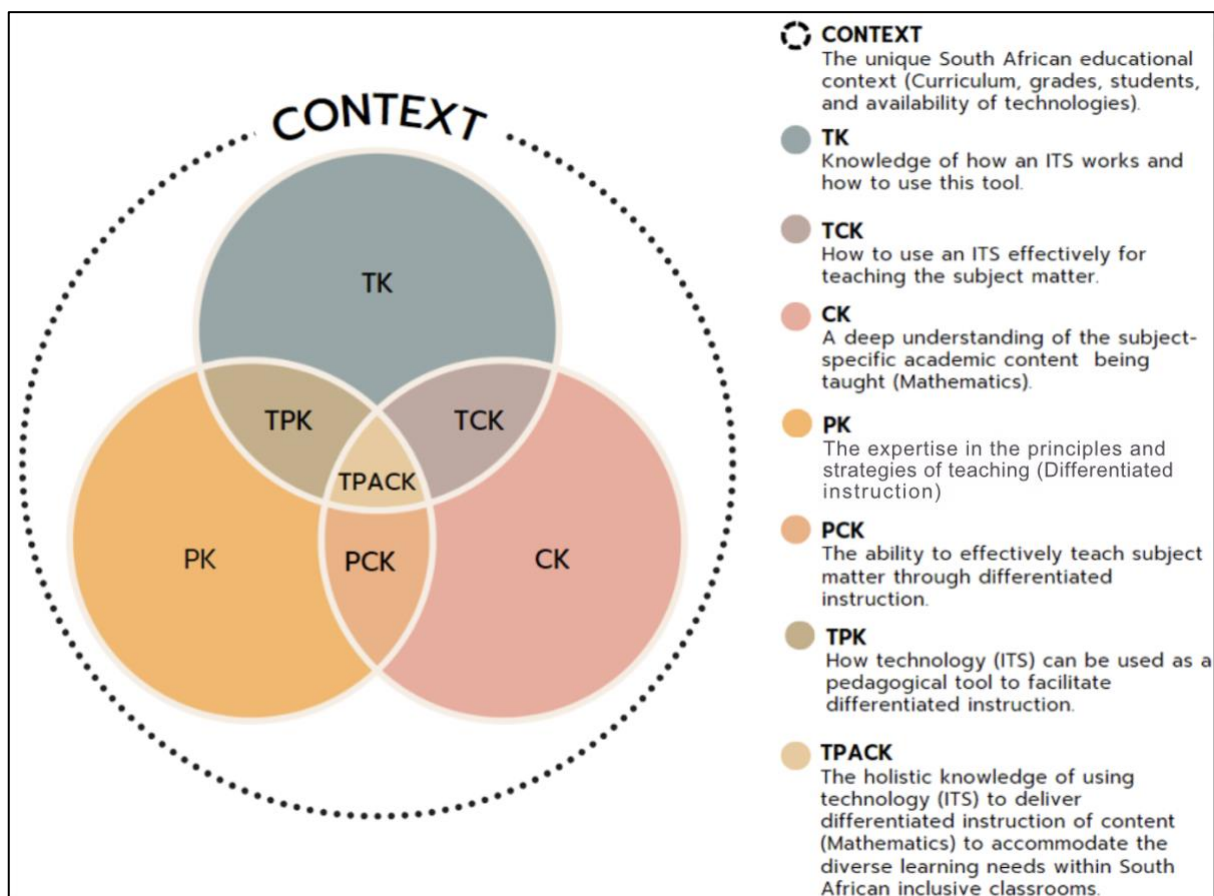 CONTEXT
TK
TPK
TCK
TPACK
PK
PCK
CK
CONTEXT
The unique South African educational
context (Curriculum, grades, students,
and availability of technologies).
TK
Knowledge of how an ITS works and
how to use this tool.
TCK
How to use an ITS effectively for
teaching the subject matter.
CK
A deep understanding of the subject-
specific academic content being
taught (Mathematics).
PK
The expertise in the principles and
strategies of teaching (Differentiated
instruction)
PCK
The ability to effectively teach subject
matter through differentiated
instruction.
TPK
How technology (ITS) can be used as a
pedagogical tool to facilitate
differentiated instruction.
TPACK
The holistic knowledge of using
technology (ITS) to deliver
differentiated instruction of content
(Mathematics) to accommodate the
diverse learning needs within South
African inclusive classrooms.